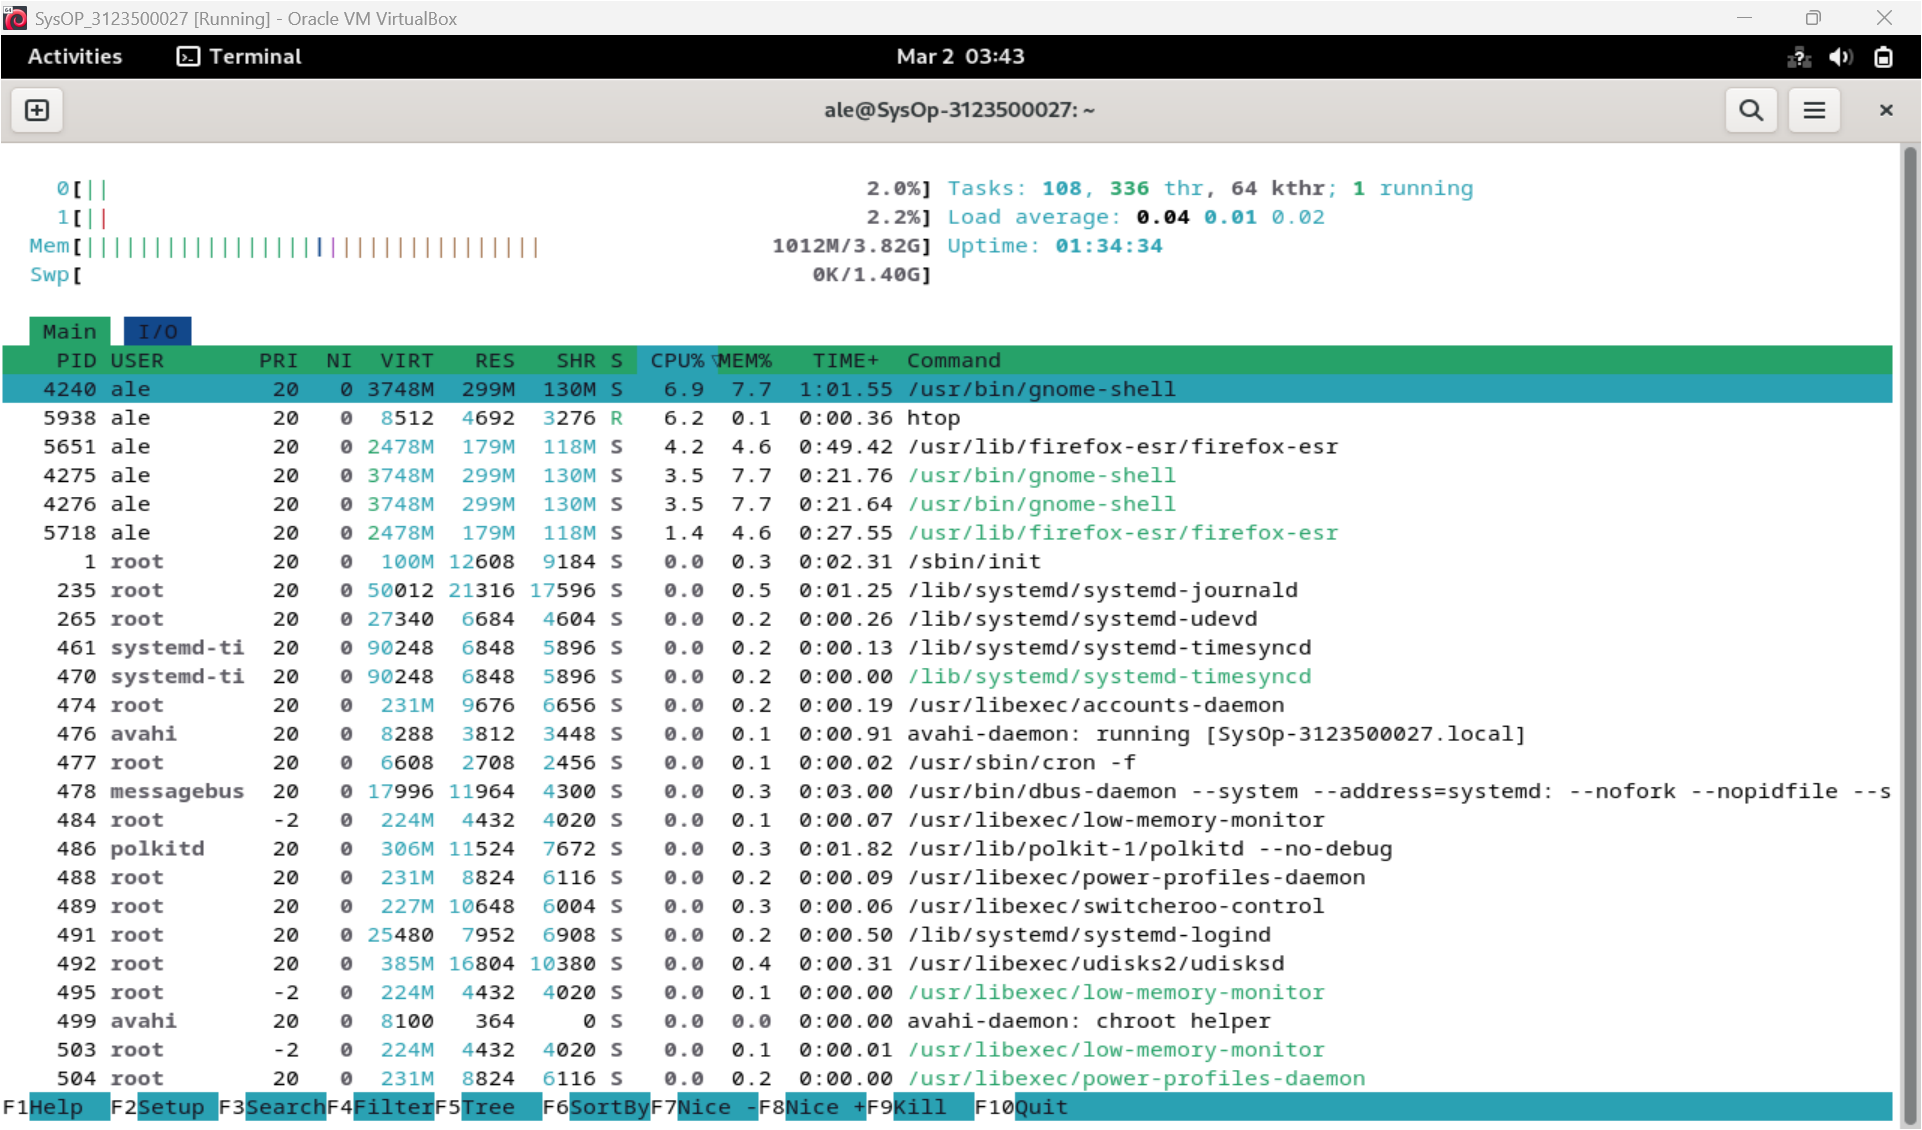 SysOP_3123500027 [Running] - Oracle VM VirtualBox
Activities Terminal Mar 2 03:43
ale@SysOp-3123500027: ~
0[|| 2.0%] Tasks: 108, 336 thr, 64 kthr; 1 running
1[|| 2.2%] Load average: 0.04 0.01 0.02
Mem[|||||||||||||||||||||||||||||||||| 1012M/3.82G] Uptime: 01:34:34
Swp[ 0K/1.40G]
Main I/O
PID USER PRI NI VIRT RES SHR S CPU%▽MEM% TIME+ Command
4240 ale 20 0 3748M 299M 130M S 6.9 7.7 1:01.55 /usr/bin/gnome-shell
5938 ale 20 0 8512 4692 3276 R 6.2 0.1 0:00.36 htop
5651 ale 20 0 2478M 179M 118M S 4.2 4.6 0:49.42 /usr/lib/firefox-esr/firefox-esr
4275 ale 20 0 3748M 299M 130M S 3.5 7.7 0:21.76 /usr/bin/gnome-shell
4276 ale 20 0 3748M 299M 130M S 3.5 7.7 0:21.64 /usr/bin/gnome-shell
5718 ale 20 0 2478M 179M 118M S 1.4 4.6 0:27.55 /usr/lib/firefox-esr/firefox-esr
1 root 20 0 100M 12608 9184 S 0.0 0.3 0:02.31 /sbin/init
235 root 20 0 50012 21316 17596 S 0.0 0.5 0:01.25 /lib/systemd/systemd-journald
265 root 20 0 27340 6684 4604 S 0.0 0.2 0:00.26 /lib/systemd/systemd-udevd
461 systemd-ti 20 0 90248 6848 5896 S 0.0 0.2 0:00.13 /lib/systemd/systemd-timesyncd
470 systemd-ti 20 0 90248 6848 5896 S 0.0 0.2 0:00.00 /lib/systemd/systemd-timesyncd
474 root 20 0 231M 9676 6656 S 0.0 0.2 0:00.19 /usr/libexec/accounts-daemon
476 avahi 20 0 8288 3812 3448 S 0.0 0.1 0:00.91 avahi-daemon: running [SysOp-3123500027.local]
477 root 20 0 6608 2708 2456 S 0.0 0.1 0:00.02 /usr/sbin/cron -f
478 messagebus 20 0 17996 11964 4300 S 0.0 0.3 0:03.00 /usr/bin/dbus-daemon --system --address=systemd: --nofork --nopidfile --s
484 root -2 0 224M 4432 4020 S 0.0 0.1 0:00.07 /usr/libexec/low-memory-monitor
486 polkitd 20 0 306M 11524 7672 S 0.0 0.3 0:01.82 /usr/lib/polkit-1/polkitd --no-debug
488 root 20 0 231M 8824 6116 S 0.0 0.2 0:00.09 /usr/libexec/power-profiles-daemon
489 root 20 0 227M 10648 6004 S 0.0 0.3 0:00.06 /usr/libexec/switcheroo-control
491 root 20 0 25480 7952 6908 S 0.0 0.2 0:00.50 /lib/systemd/systemd-logind
492 root 20 0 385M 16804 10380 S 0.0 0.4 0:00.31 /usr/libexec/udisks2/udisksd
495 root -2 0 224M 4432 4020 S 0.0 0.1 0:00.00 /usr/libexec/low-memory-monitor
499 avahi 20 0 8100 364 0 S 0.0 0.0 0:00.00 avahi-daemon: chroot helper
503 root -2 0 224M 4432 4020 S 0.0 0.1 0:00.01 /usr/libexec/low-memory-monitor
504 root 20 0 231M 8824 6116 S 0.0 0.2 0:00.00 /usr/libexec/power-profiles-daemon
F1Help F2Setup F3SearchF4FilterF5Tree F6SortByF7Nice -F8Nice +F9Kill F10Quit